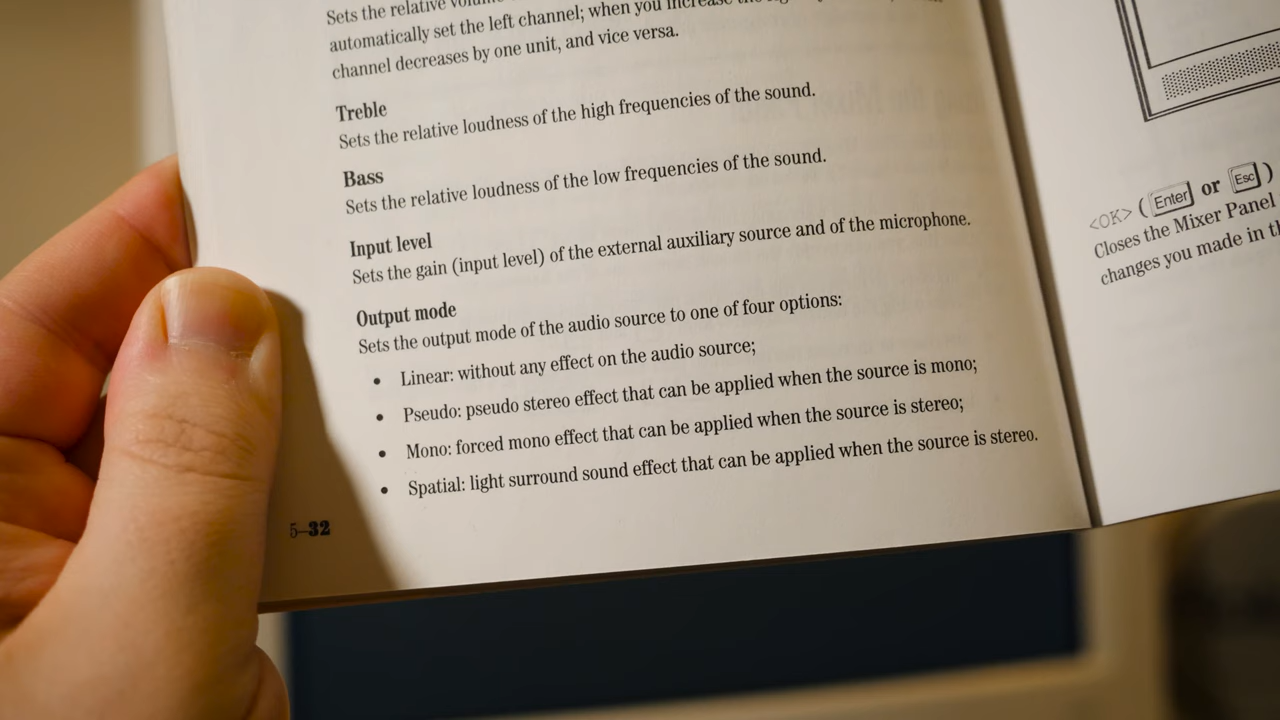 Sets the relative
automatically set the left channel; when you increase the
channel decreases by one unit, and vice versa.
Treble
Sets the relative loudness of the high frequencies of the sound.
Bass
Sets the relative loudness of the low frequencies of the sound.
Input level
Sets the gain (input level) of the external auxiliary source and of the microphone.
Output mode
Sets the output mode of the audio source to one of four options:
• Linear: without any effect on the audio source;
• Pseudo: pseudo stereo effect that can be applied when the source is mono;
• Mono: forced mono effect that can be applied when the source is stereo;
• Spatial: light surround sound effect that can be applied when the source is stereo.
5–32
<OK> (Enter or Esc)
Closes the Mixer Panel
changes you made in